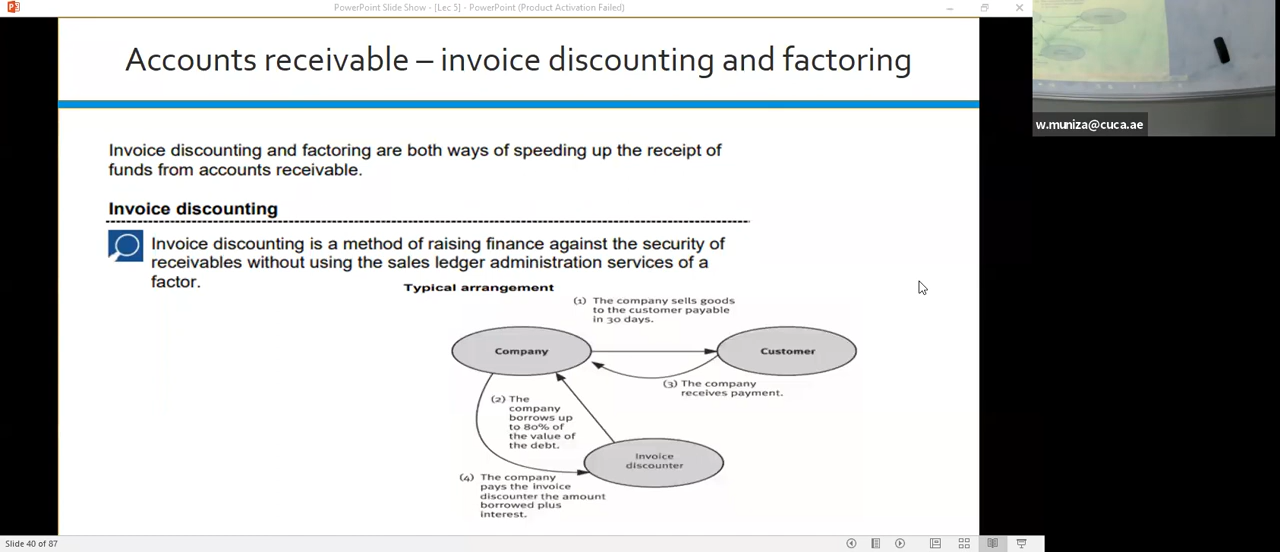 PowerPoint Slide Show - [Lec 3] - PowerPoint (Product Activation Failed)
Accounts receivable – invoice discounting and factoring
w.muniza@cuca.ae
Invoice discounting and factoring are both ways of speeding up the receipt of
funds from accounts receivable.
Invoice discounting
Invoice discounting is a method of raising finance against the security of
receivables without using the sales ledger administration services of a
factor.
Typical arrangement
(1) The company sells goods
to the customer payable
in 30 days.
Company
Customer
(3) The company
receives payment.
(2) The
company
borrows up
to 80% of
the value of
the debt.
Invoice
discounter
(4) The company
pays the invoice
discounter the amount
borrowed plus
interest.
Slide 40 of 87